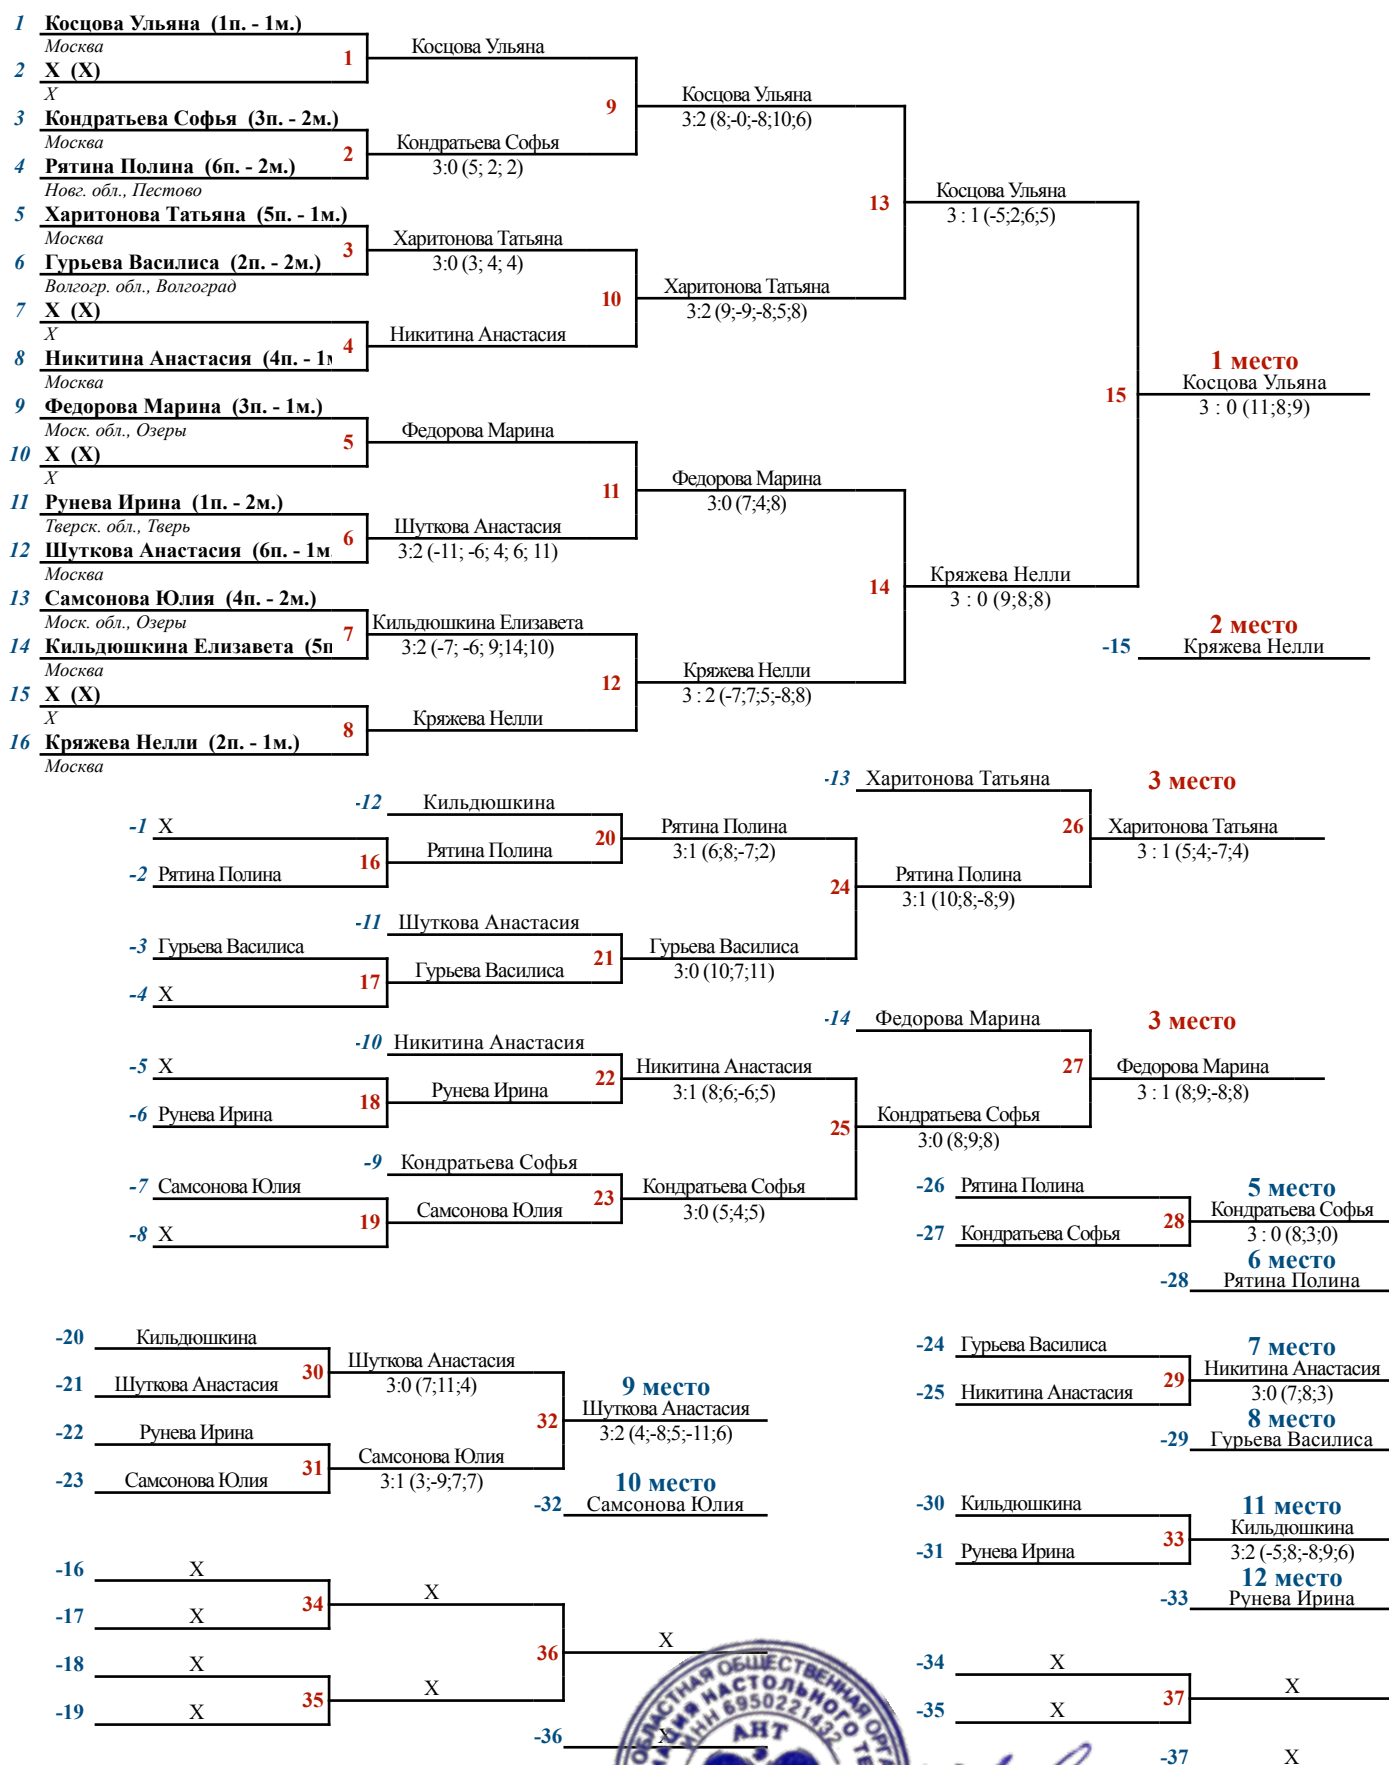 1 Косцова Ульяна (1п. - 1м.)
Москва
1
Косцова Ульяна
2 X (X)
X
9
Косцова Ульяна
3:2 (8;-0;-8;10;6)
3 Кондратьева Софья (3п. - 2м.)
Москва
2
Кондратьева Софья
3:0 (5; 2; 2)
4 Рятина Полина (6п. - 2м.)
Новг. обл., Пестово
13
Косцова Ульяна
3 : 1 (-5;2;6;5)
5 Харитонова Татьяна (5п. - 1м.)
Москва
3
Харитонова Татьяна
3:0 (3; 4; 4)
6 Гурьева Василиса (2п. - 2м.)
Волгогр. обл., Волгоград
10
Харитонова Татьяна
3:2 (9;-9;-8;5;8)
7 X (X)
X
4
Никитина Анастасия
8 Никитина Анастасия (4п. - 1м
Москва
15
1 место
Косцова Ульяна
3 : 0 (11;8;9)
9 Федорова Марина (3п. - 1м.)
Моск. обл., Озеры
5
Федорова Марина
10 X (X)
X
11
Федорова Марина
3:0 (7;4;8)
11 Рунева Ирина (1п. - 2м.)
Тверск. обл., Тверь
6
Шуткова Анастасия
3:2 (-11; -6; 4; 6; 11)
12 Шуткова Анастасия (6п. - 1м.
Москва
14
Кряжева Нелли
3 : 0 (9;8;8)
13 Самсонова Юлия (4п. - 2м.)
Моск. обл., Озеры
7
Кильдюшкина Елизавета
3:2 (-7; -6; 9;14;10)
14 Кильдюшкина Елизавета (5п
Москва
2 место
-15 Кряжева Нелли
12
Кряжева Нелли
3 : 2 (-7;7;5;-8;8)
15 X (X)
X
8
Кряжева Нелли
16 Кряжева Нелли (2п. - 1м.)
Москва
-13 Харитонова Татьяна
3 место
-12 Кильдюшкина
-1 X
16
Рятина Полина
20
Рятина Полина
3:1 (6;8;-7;2)
26
Харитонова Татьяна
3 : 1 (5;4;-7;4)
-2 Рятина Полина
24
Рятина Полина
3:1 (10;8;-8;9)
-11 Шуткова Анастасия
-3 Гурьева Василиса
17
Гурьева Василиса
21
Гурьева Василиса
3:0 (10;7;11)
-4 X
-14 Федорова Марина
3 место
-10 Никитина Анастасия
-5 X
18
Рунева Ирина
22
Никитина Анастасия
3:1 (8;6;-6;5)
27
Федорова Марина
3 : 1 (8;9;-8;8)
-6 Рунева Ирина
25
Кондратьева Софья
3:0 (8;9;8)
-9 Кондратьева Софья
-7 Самсонова Юлия
19
Самсонова Юлия
23
Кондратьева Софья
3:0 (5;4;5)
-8 X
-26 Рятина Полина
5 место
28
Кондратьева Софья
3 : 0 (8;3;0)
-27 Кондратьева Софья
6 место
-28 Рятина Полина
-20 Кильдюшкина
30
Шуткова Анастасия
3:0 (7;11;4)
-21 Шуткова Анастасия
-24 Гурьева Василиса
7 место
29
Никитина Анастасия
3:0 (7;8;3)
-25 Никитина Анастасия
8 место
-29 Гурьева Василиса
9 место
32
Шуткова Анастасия
3:2 (4;-8;5;-11;6)
-22 Рунева Ирина
31
Самсонова Юлия
3:1 (3;-9;7;7)
-23 Самсонова Юлия
10 место
-32 Самсонова Юлия
-30 Кильдюшкина
11 место
33
Кильдюшкина
3:2 (-5;8;-8;9;6)
-31 Рунева Ирина
12 место
-33 Рунева Ирина
-16 X
34
X
-17 X
36
X
-18 X
35
X
-19 X
-36 X
-34 X
37
X
-35 X
-37 X
ОБЛАСТНАЯ ОБЩЕСТВЕННАЯ ОРГА
НАСТОЛЬНОГО ТЕ
ИНН 6950221432
АНТ